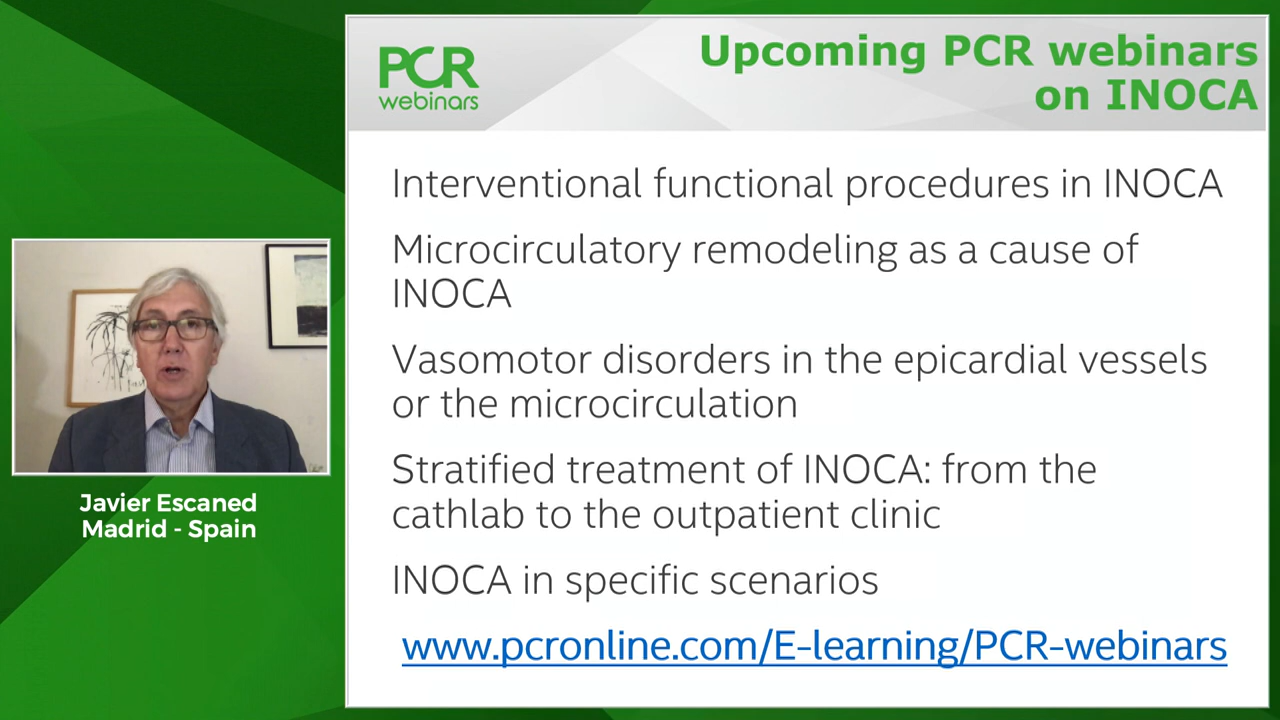 PCR
webinars
Upcoming PCR webinars
on INOCA
Interventional functional procedures in INOCA
Microcirculatory remodeling as a cause of
INOCA
Vasomotor disorders in the epicardial vessels
or the microcirculation
Stratified treatment of INOCA: from the
cathlab to the outpatient clinic
INOCA in specific scenarios
www.pcronline.com/E-learning/PCR-webinars
Javier Escaned
Madrid - Spain